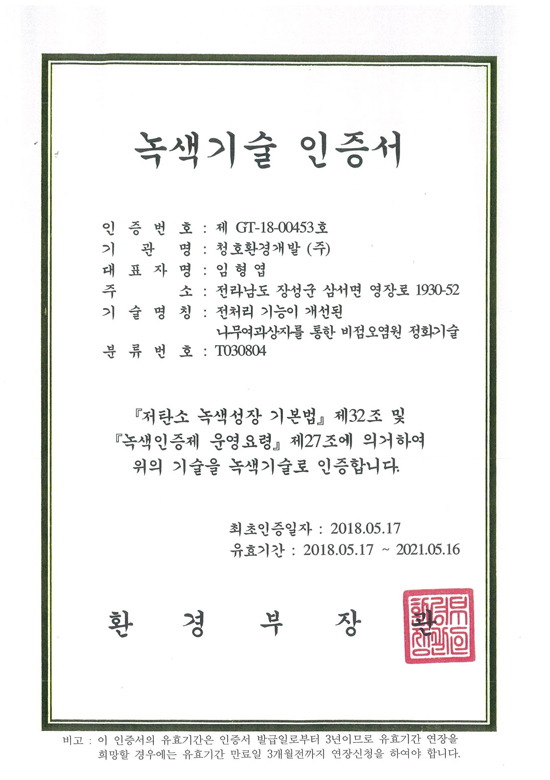 녹색기술 인증서
인 증 번 호 : 제 GT-18-00453호
기 관 명 : 청호환경개발 (주)
대 표 자 명 : 임 형 엽
주 소 : 전라남도 장성군 삼서면 영장로 1930-52
기 술 명 칭 : 전처리 기능이 개선된
나무여과상자를 통한 비점오염원 정화기술
분 류 번 호 : T030804
『저탄소 녹색성장 기본법』 제32조 및
『녹색인증제 운영요령』 제27조에 의거하여
위의 기술을 녹색기술로 인증합니다.
최초인증일자 : 2018.05.17
유효기간 : 2018.05.17 ~ 2021.05.16
환 경 부 장 관
비고 : 이 인증서의 유효기간은 인증서 발급일로부터 3년이므로 유효기간 연장을
희망할 경우에는 유효기간 만료일 3개월전까지 연장신청을 하여야 합니다.